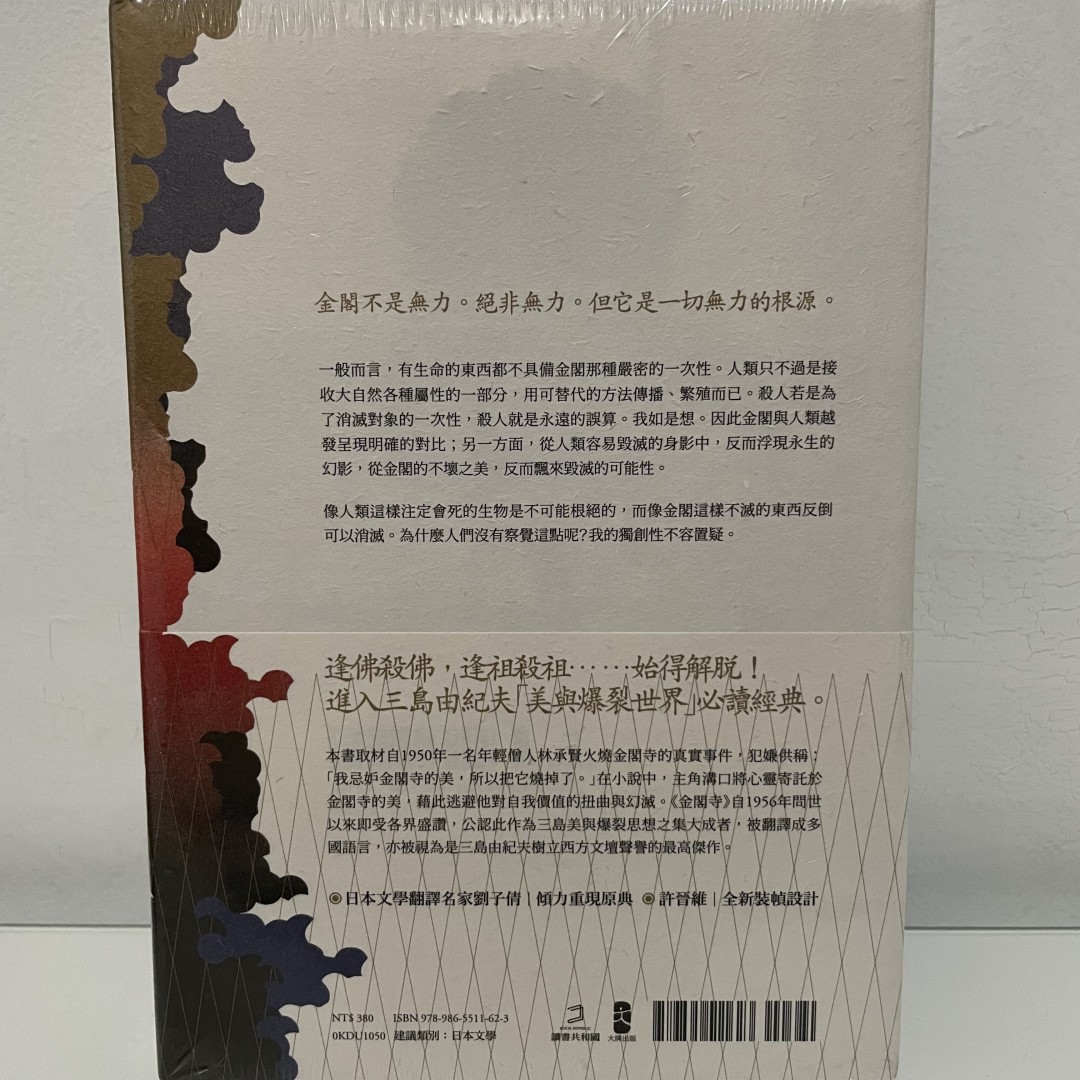 金閣不是無力。絕非無力。但它是一切無力的根源。
一般而言，有生命的東西都不具備金閣那種嚴密的一次性。人類只不過是接
收大自然各種屬性的一部分，用可替代的方法傳播、繁殖而已。殺人若是為
了消滅對象的一次性，殺人就是永遠的誤算。我如是想。因此金閣與人類越
發呈現明確的對比；另一方面，從人類容易毀滅的身影中，反而浮現永生的
幻影，從金閣的不壞之美，反而飄來毀滅的可能性。
像人類這樣注定會死的生物是不可能根絕的，而像金閣這樣不滅的東西反倒
可以消滅。為什麼人們沒有察覺這點呢?我的獨創性不容置疑。
逢佛殺佛，逢祖殺祖……始得解脱！
進入三島由紀夫「美與爆裂世界」必讀經典。
本書取材自1950年一名年輕僧人林承賢火燒金閣寺的真實事件，犯嫌供稱：
「我忌妒金閣寺的美，所以把它燒掉了。」在小說中，主角溝口將心靈寄託於
金閣寺的美，藉此逃避他對自我價值的扭曲與幻滅。《金閣寺》自1956年問世
以來即受各界盛讚，公認此作為三島美與爆裂思想之集大成者，被翻譯成多
國語言，亦被視為是三島由紀夫樹立西方文壇聲譽的最高傑作。
◉日本文學翻譯名家劉子倩｜傾力重現原典 ◉許晉維｜全新裝幀設計
NT$ 380 ISBN 978-986-5511-62-3
0KDU1050 建議類別：日本文學
BOOK REPUBLIC
讀書共和國
大牌出版